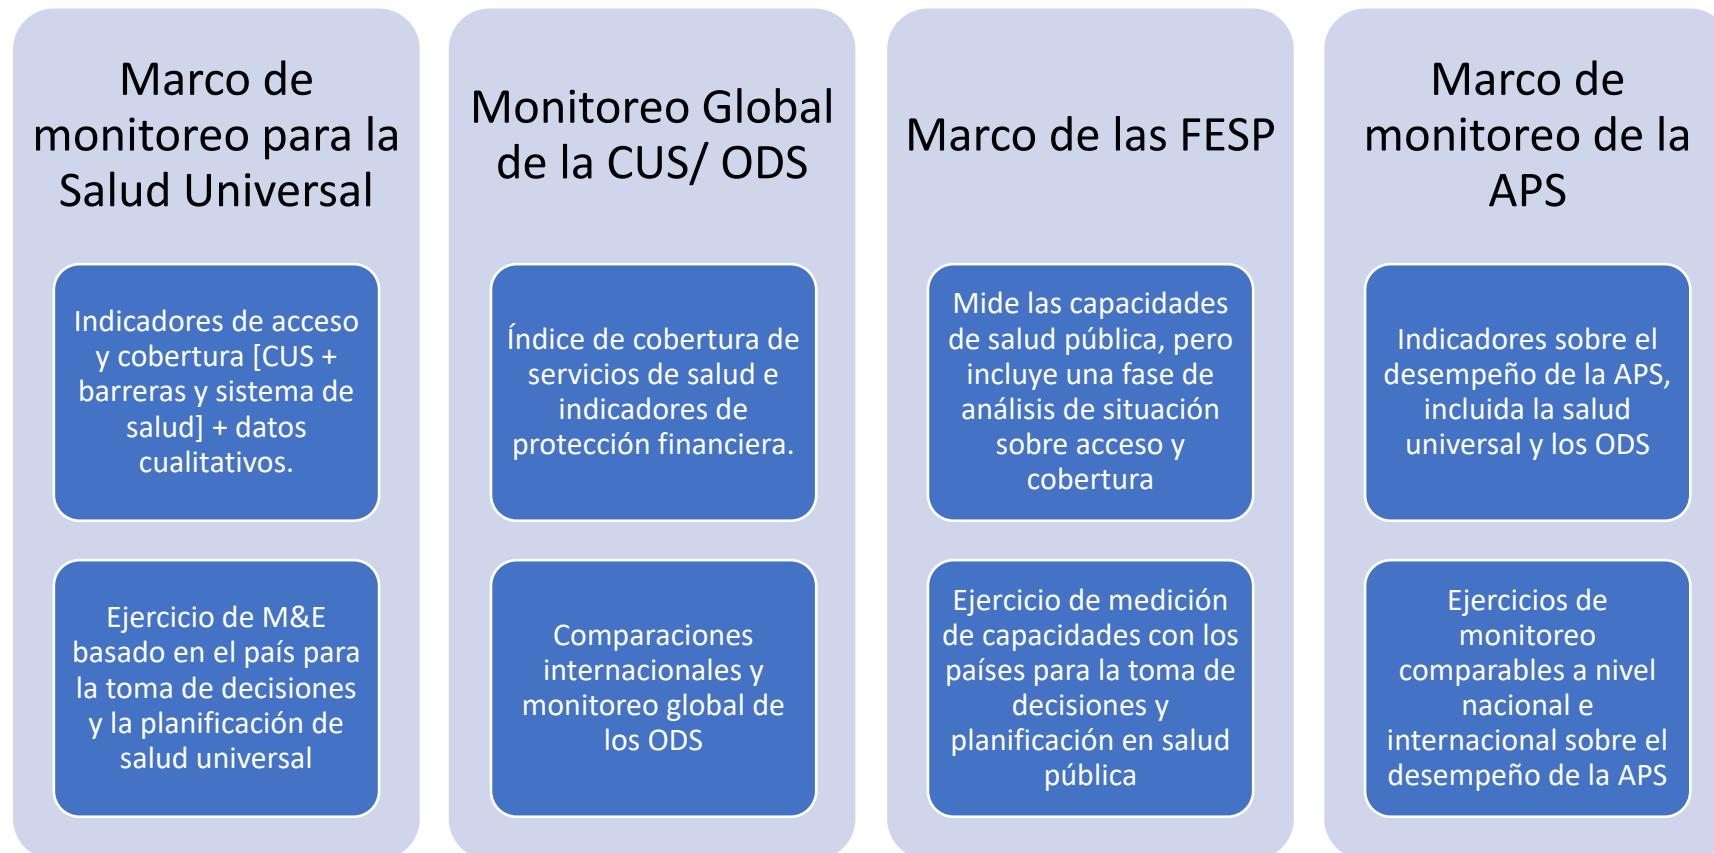 Marco de
monitoreo para la
Salud Universal
Indicadores de acceso
y cobertura [CUS +
barreras y sistema de
salud] + datos
cualitativos.
Ejercicio de M&E
basado en el país para
la toma de decisiones
y la planificación de
salud universal
Monitoreo Global
de la CUS/ ODS
Índice de cobertura de
servicios de salud e
indicadores de
protección financiera.
Comparaciones
internacionales y
monitoreo global de
los ODS
Marco de las FESP
Mide las capacidades
de salud pública, pero
incluye una fase de
análisis de situación
sobre acceso y
cobertura
Ejercicio de medición
de capacidades con los
países para la toma de
decisiones y
planificación en salud
pública
Marco de
monitoreo de la
APS
Indicadores sobre el
desempeño de la APS,
incluida la salud
universal y los ODS
Ejercicios de
monitoreo
comparables a nivel
nacional e
internacional sobre el
desempeño de la APS